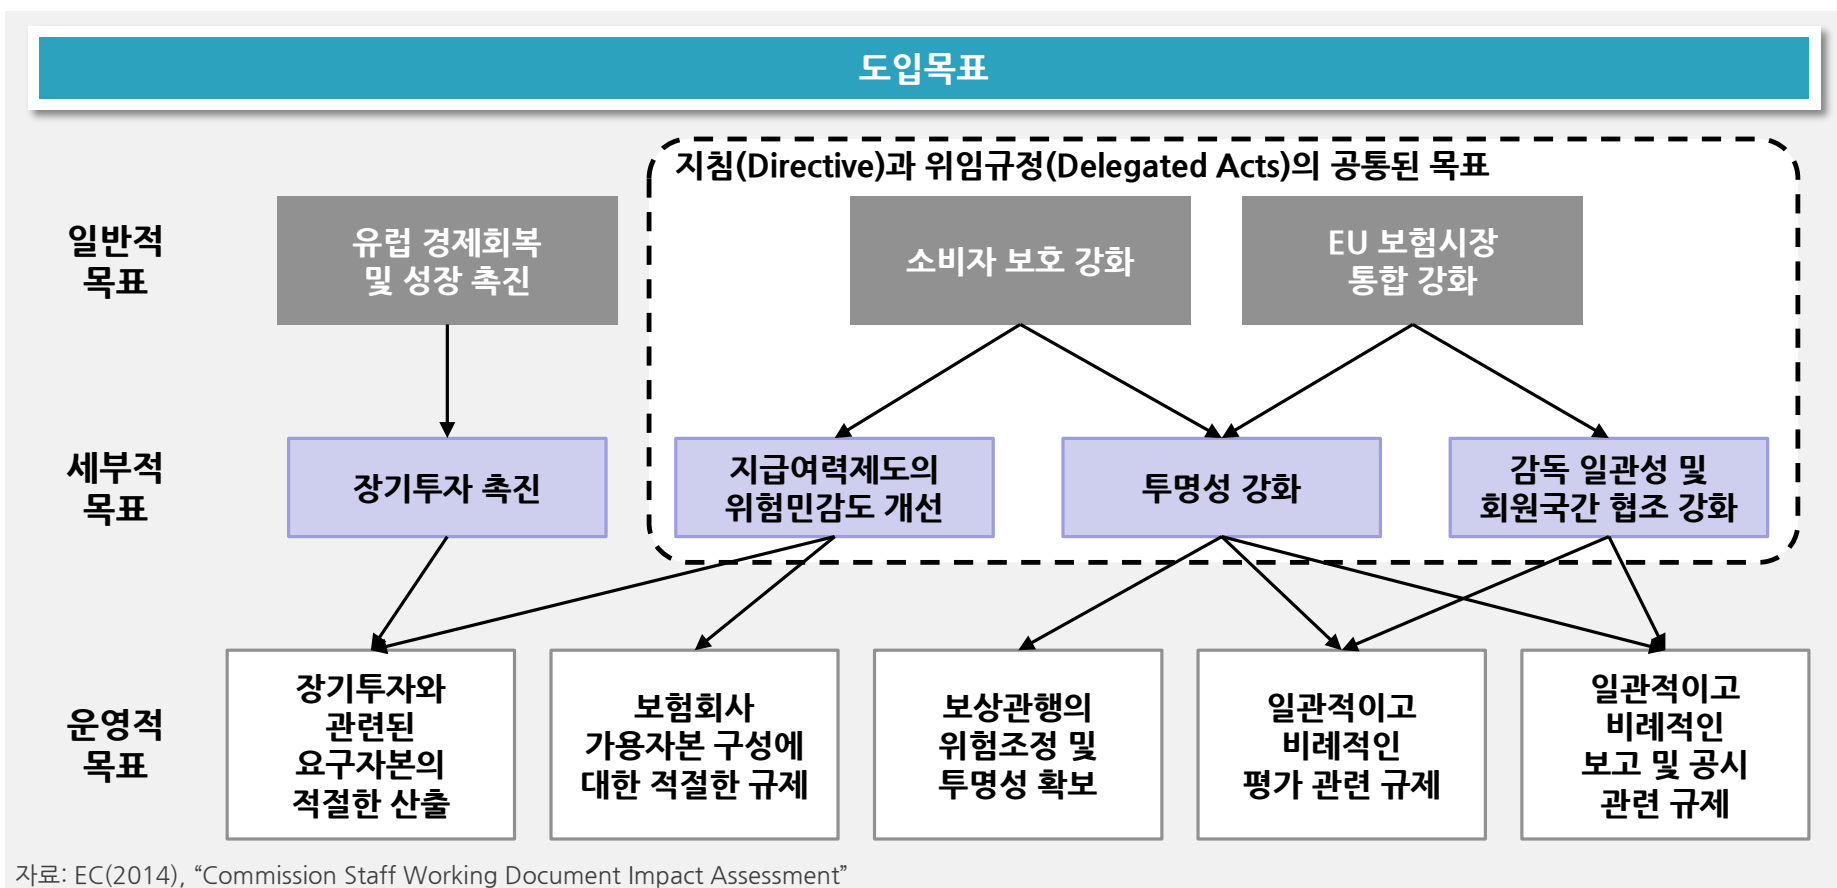 도입목표
지침(Directive)과 위임규정(Delegated Acts)의 공통된 목표
일반적
목표
유럽 경제회복
및 성장 촉진
소비자 보호 강화
EU 보험시장
통합 강화
세부적
목표
장기투자 촉진
지급여력제도의
위험민감도 개선
투명성 강화
감독 일관성 및
회원국간 협조 강화
운영적
목표
장기투자와
관련된
요구자본의
적절한 산출
보험회사
가용자본 구성에
대한 적절한 규제
보상관행의
위험조정 및
투명성 확보
일관적이고
비례적인
평가 관련 규제
일관적이고
비례적인
보고 및 공시
관련 규제
자료: EC(2014), “Commission Staff Working Document Impact Assessment”